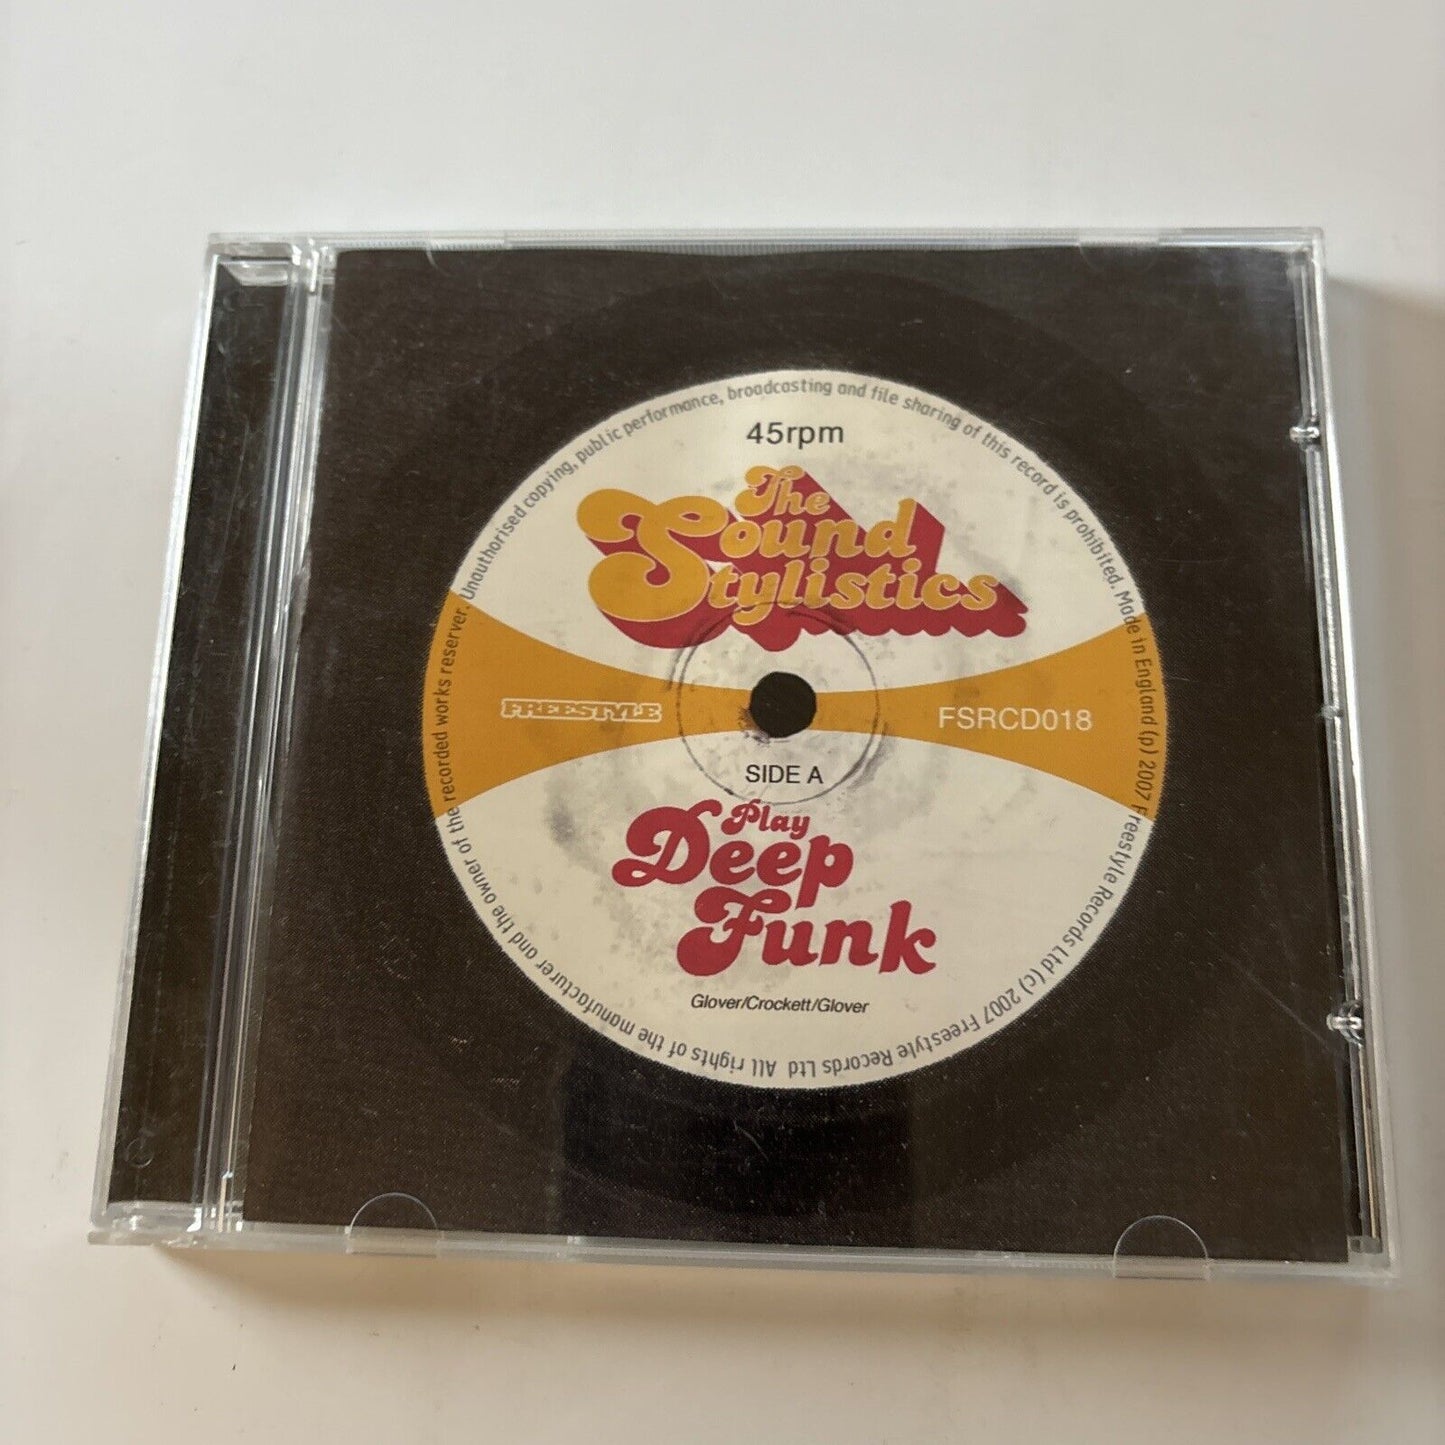 45rpm
The
Sound
Stylistics
FREESTYLE
FSRCD018
SIDE A
Play
Deep
Funk
Glover/Crockett/Glover
All rights of the manufacturer and the owner of the recorded works reserver. Unauthorised copying, public performance, broadcasting and file sharing of this record is prohibited. Made in England (p) 2007 Freestyle Records Ltd (c) 2007 Freestyle Records Ltd